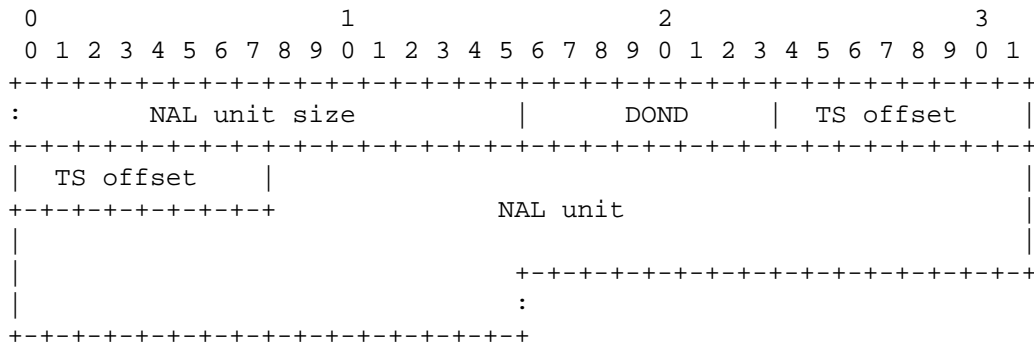 0                   1                   2                   3
 0 1 2 3 4 5 6 7 8 9 0 1 2 3 4 5 6 7 8 9 0 1 2 3 4 5 6 7 8 9 0 1
+-+-+-+-+-+-+-+-+-+-+-+-+-+-+-+-+-+-+-+-+-+-+-+-+-+-+-+-+-+-+-+-+
:        NAL unit size          |      DOND     |  TS offset    |
+-+-+-+-+-+-+-+-+-+-+-+-+-+-+-+-+-+-+-+-+-+-+-+-+-+-+-+-+-+-+-+-+
|  TS offset    |                                               |
+-+-+-+-+-+-+-+-+              NAL unit                         |
|                                                               |
|                               +-+-+-+-+-+-+-+-+-+-+-+-+-+-+-+-+
|                               :
+-+-+-+-+-+-+-+-+-+-+-+-+-+-+-+-+